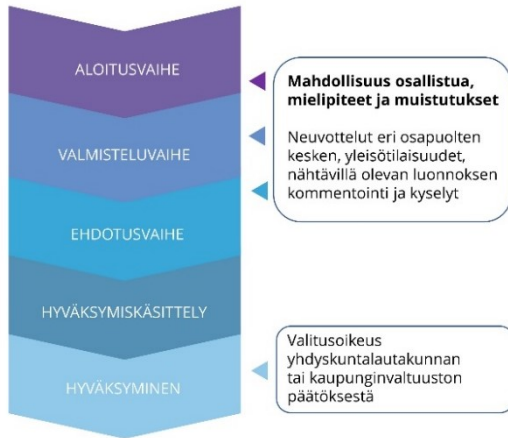 ALOITUSVAIHE
VALMISTELUVAIHE
EHDOTUSVAIHE
HYVÄKSYMISKÄSITTELY
HYVÄKSYMINEN
Mahdollisuus osallistua,
mielipiteet ja muistutukset
Neuvottelut eri osapuolten
kesken, yleisötilaisuudet,
nähtävillä olevan luonnoksen
kommentointi ja kyselyt
Valitusoikeus
yhdyskuntalautakunnan
tai kaupunginvaltuuston
päätöksestä